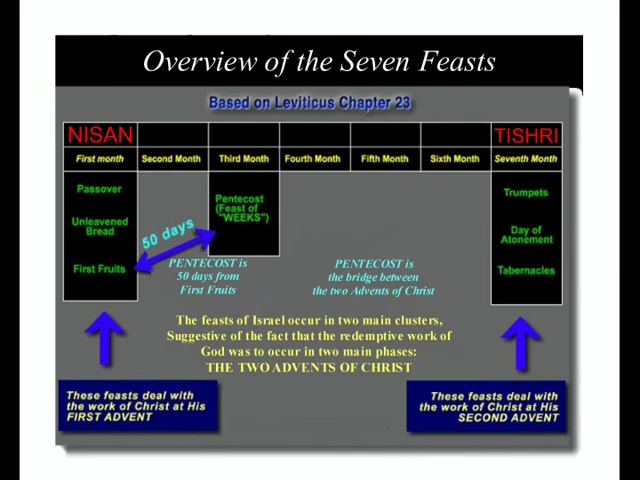 Overview of the Seven Feasts
Based on Leviticus Chapter 23
NISAN
TISHRI
First month
Second Month
Third Month
Fourth Month
Fifth Month
Sixth Month
Seventh Month
Passover
Unleavened
Bread
First Fruits
50 days
Pentecost
(Feast of
"WEEKS")
Trumpets
Day of
Atonement
Tabernacles
PENTECOST is
50 days from
First Fruits
PENTECOST is
the bridge between
the two Advents of Christ
The feasts of Israel occur in two main clusters,
Suggestive of the fact that the redemptive work of
God was to occur in two main phases:
THE TWO ADVENTS OF CHRIST
These feasts deal with
the work of Christ at His
FIRST ADVENT
These feasts deal with
the work of Christ at His
SECOND ADVENT